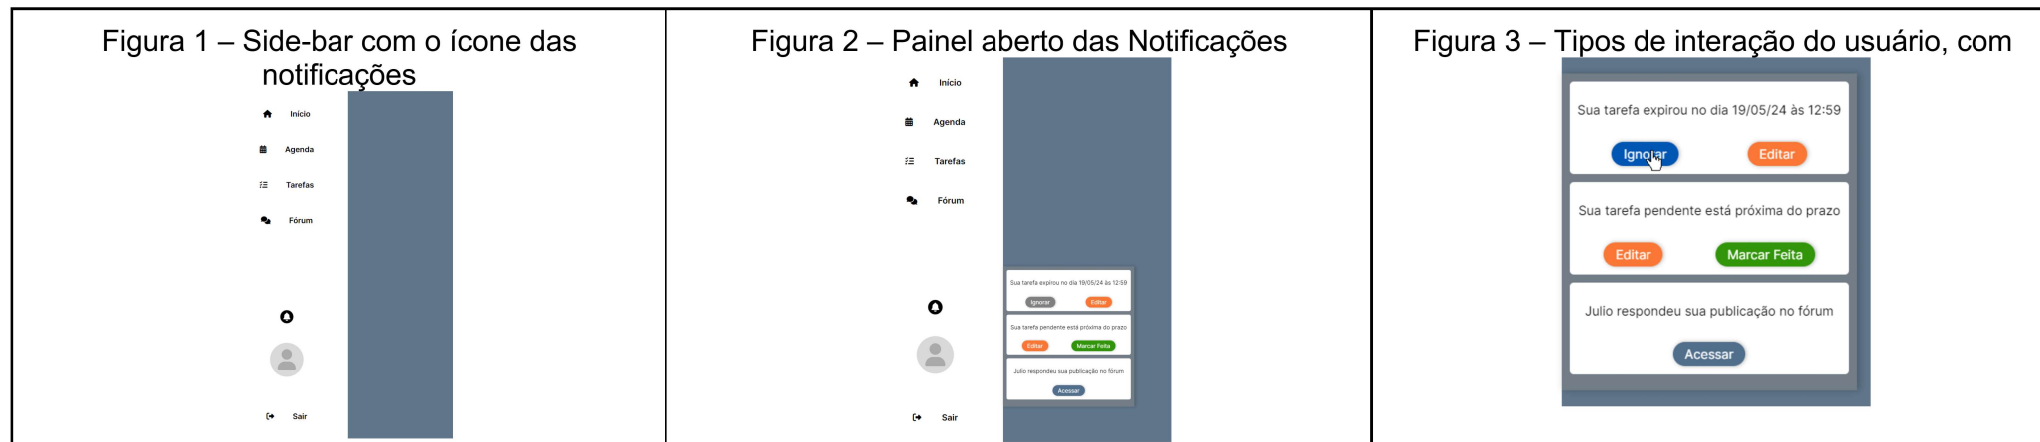 Figura 1 – Side-bar com o ícone das
notificações
Início
Agenda
Tarefas
Fórum
Sair
Figura 2 – Painel aberto das Notificações
Início
Agenda
Tarefas
Fórum
Sua tarefa expirou no dia 19/05/24 às 12:59
Ignorar Editar
Sua tarefa pendente está próxima do prazo
Editar Marcar Feita
Julio respondeu sua publicação no fórum
Acessar
Sair
Figura 3 – Tipos de interação do usuário, com
Sua tarefa expirou no dia 19/05/24 às 12:59
Ignorar Editar
Sua tarefa pendente está próxima do prazo
Editar Marcar Feita
Julio respondeu sua publicação no fórum
Acessar